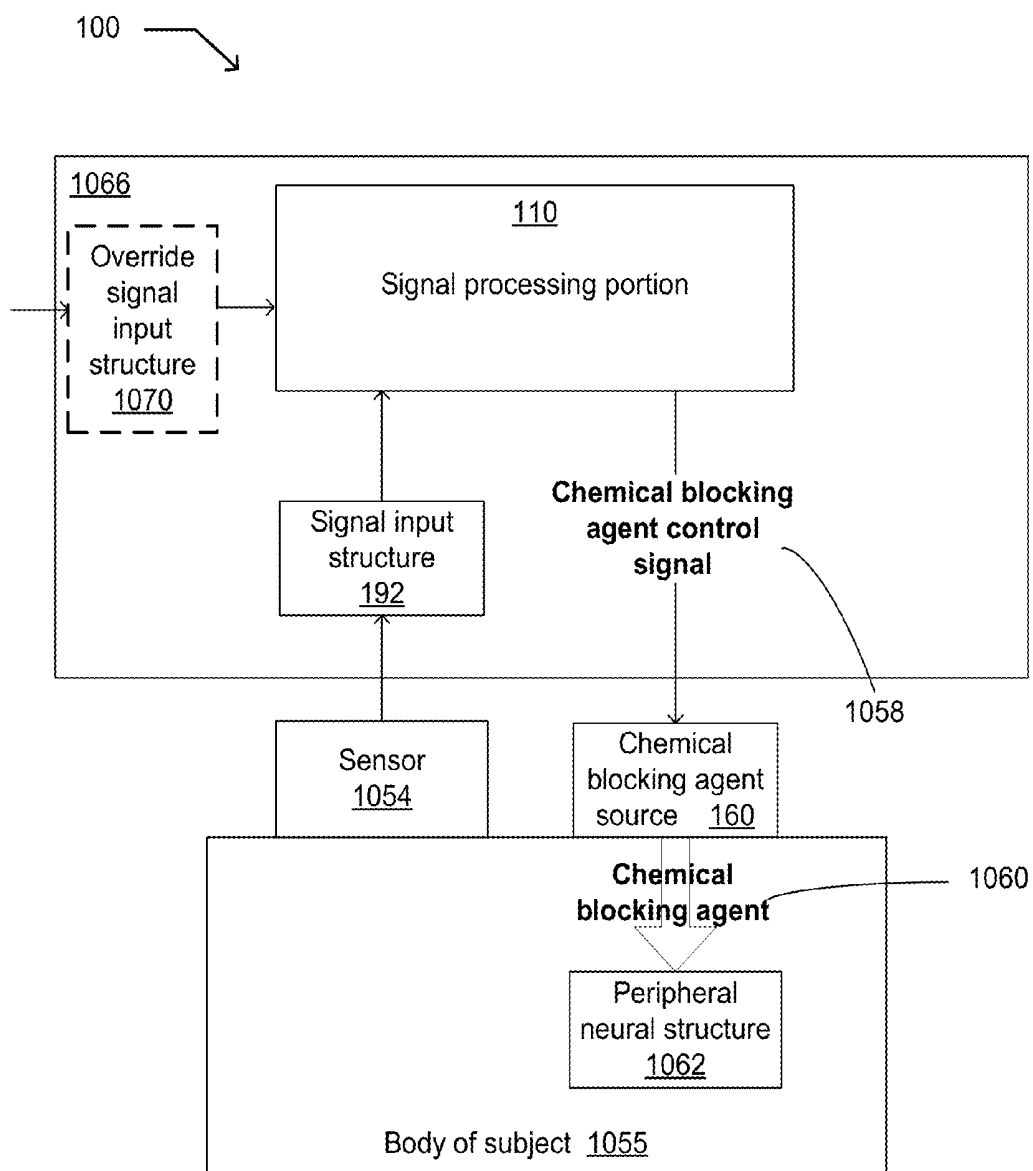 100
1066
110
Override
signal
input
structure
1070
Signal processing portion
Signal input
structure
192
Chemical blocking
agent control
signal
1058
Sensor
1054
Chemical
blocking agent
source 160
Chemical
blocking agent
1060
Peripheral
neural structure
1062
Body of subject 1055